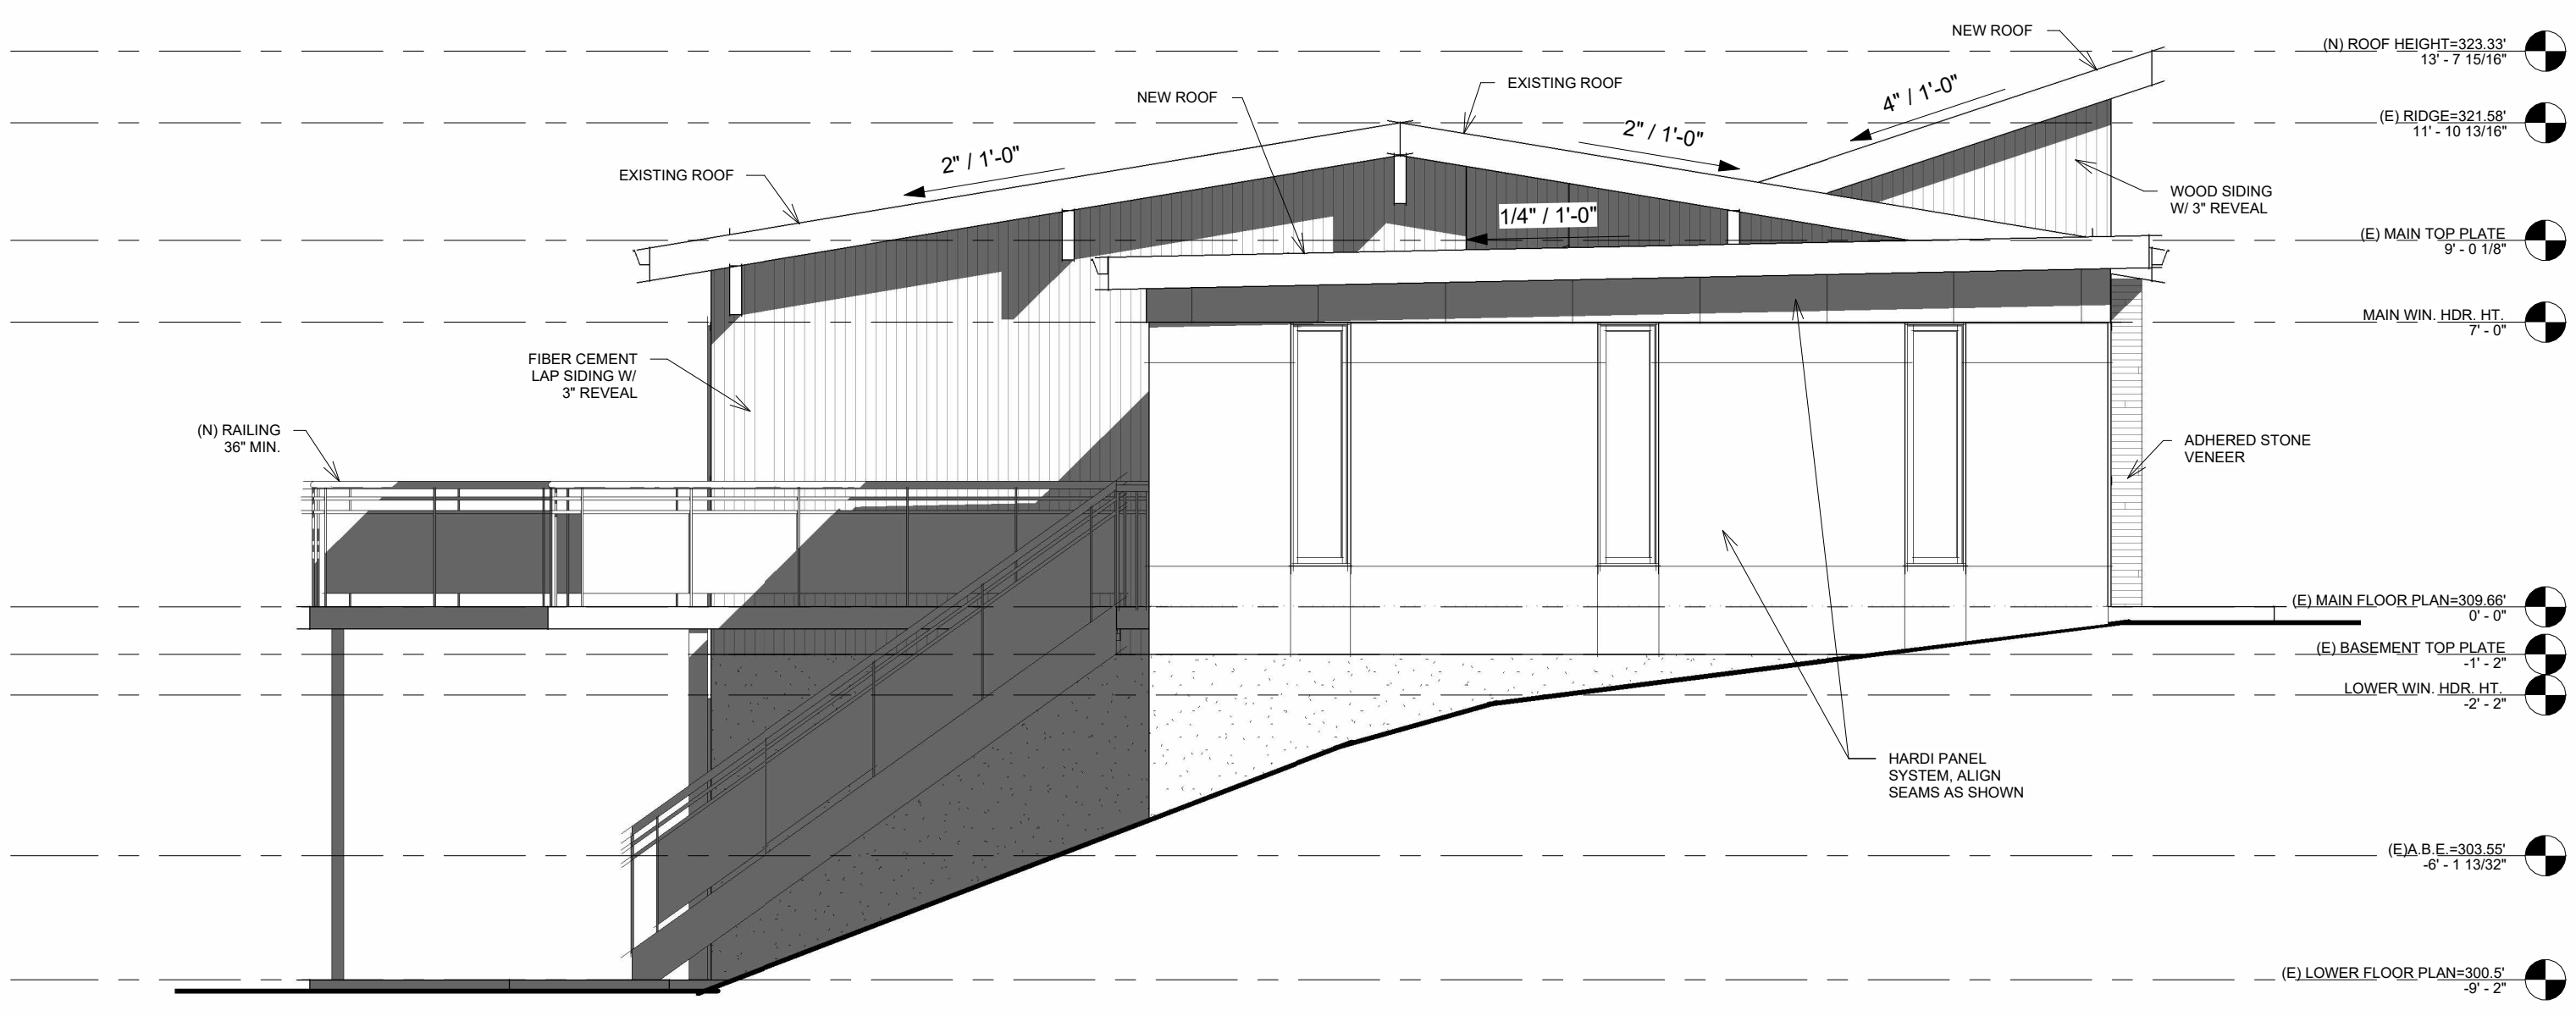 NEW ROOF
(N) ROOF HEIGHT=323.33'
13' - 7 15/16"
EXISTING ROOF
NEW ROOF
4" / 1'-0"
(E) RIDGE=321.58'
11' - 10 13/16"
2" / 1'-0"
2" / 1'-0"
EXISTING ROOF
WOOD SIDING
W/ 3" REVEAL
1/4" / 1'-0"
(E) MAIN TOP PLATE
9' - 0 1/8"
MAIN WIN. HDR. HT.
7' - 0"
FIBER CEMENT
LAP SIDING W/
3" REVEAL
(N) RAILING
36" MIN.
ADHERED STONE
VENEER
(E) MAIN FLOOR PLAN=309.66'
0' - 0"
(E) BASEMENT TOP PLATE
-1' - 2"
LOWER WIN. HDR. HT.
-2' - 2"
HARDI PANEL
SYSTEM, ALIGN
SEAMS AS SHOWN
(E)A.B.E.=303.55'
-6' - 1 13/32"
(E) LOWER FLOOR PLAN=300.5'
-9' - 2"